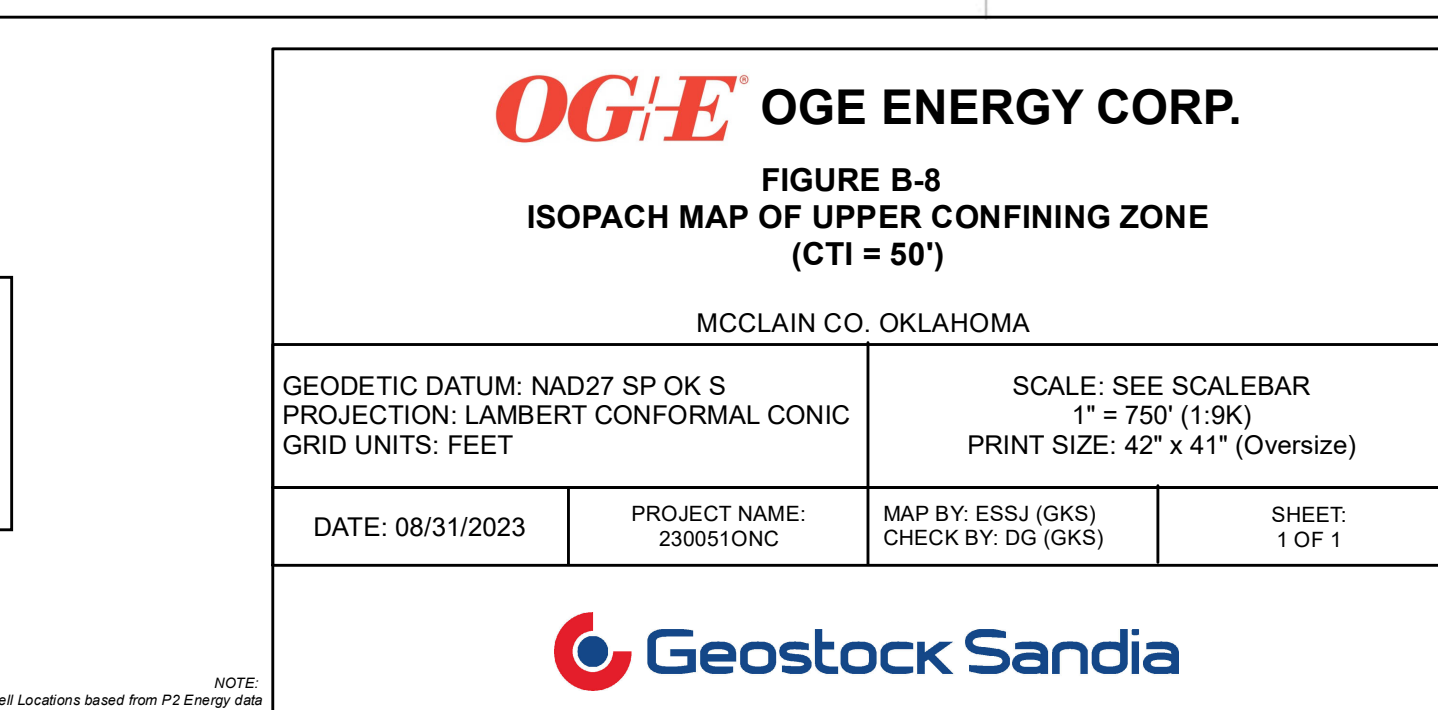 OG+E® OGE ENERGY CORP.
FIGURE B-8
ISOPACH MAP OF UPPER CONFINING ZONE
(CTI = 50')
MCCLAIN CO. OKLAHOMA
GEODETIC DATUM: NAD27 SP OK S
PROJECTION: LAMBERT CONFORMAL CONIC
GRID UNITS: FEET
SCALE: SEE SCALEBAR
1" = 750' (1:9K)
PRINT SIZE: 42" x 41" (Oversize)
DATE: 08/31/2023
PROJECT NAME:
230051ONC
MAP BY: ESSJ (GKS)
CHECK BY: DG (GKS)
SHEET:
1 OF 1
Geostock Sandia
NOTE:
ell Locations based from P2 Energy data